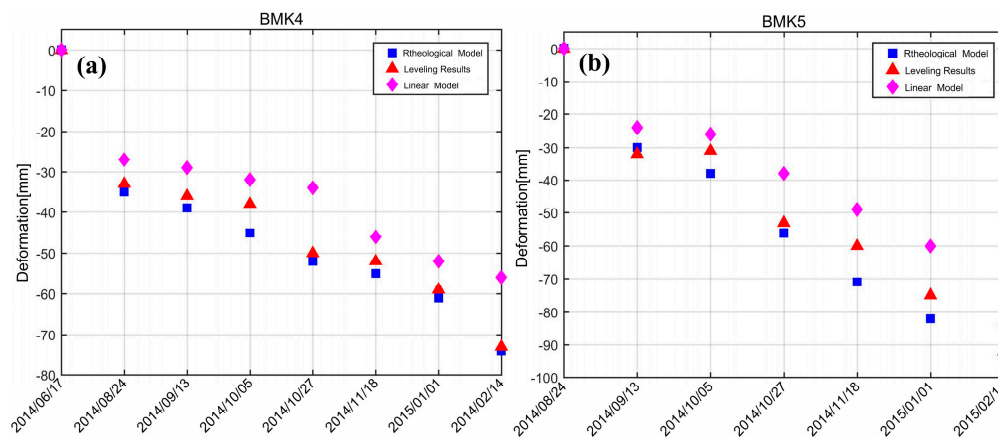 BMK4
(a)
Rtheological Model
Leveling Results
Linear Model
Deformation[mm]
0
-10
-20
-30
-40
-50
-60
-70
-80
2014/06/17
2014/08/24
2014/09/13
2014/10/05
2014/10/27
2014/11/18
2015/01/01
2014/02/14
BMK5
(b)
Rtheological Model
Leveling Results
Linear Model
Deformation[mm]
0
-10
-20
-30
-40
-50
-60
-70
-80
-90
-100
2014/08/24
2014/09/13
2014/10/05
2014/10/27
2014/11/18
2015/01/01
2015/02/1